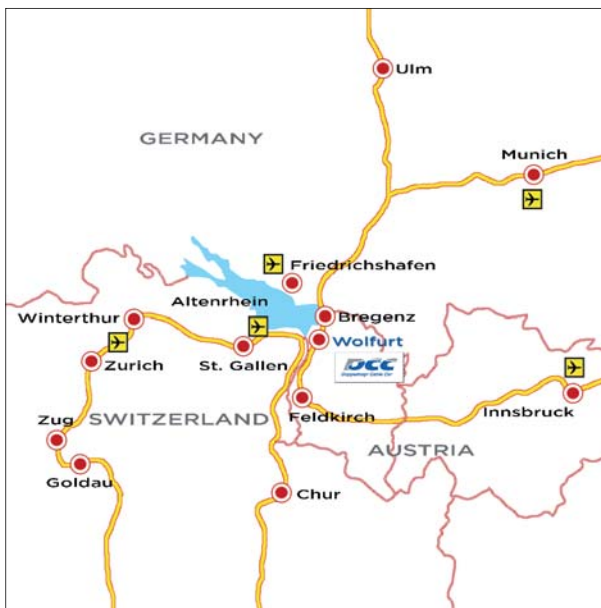 Ulm
GERMANY
Munich
Friedrichshafen
Altenrhein
Winterthur
Bregenz
Wolfurt
St. Gallen
Zurich
DCC
Zug
SWITZERLAND
Feldkirch
Innsbruck
AUSTRIA
Goldau
Chur